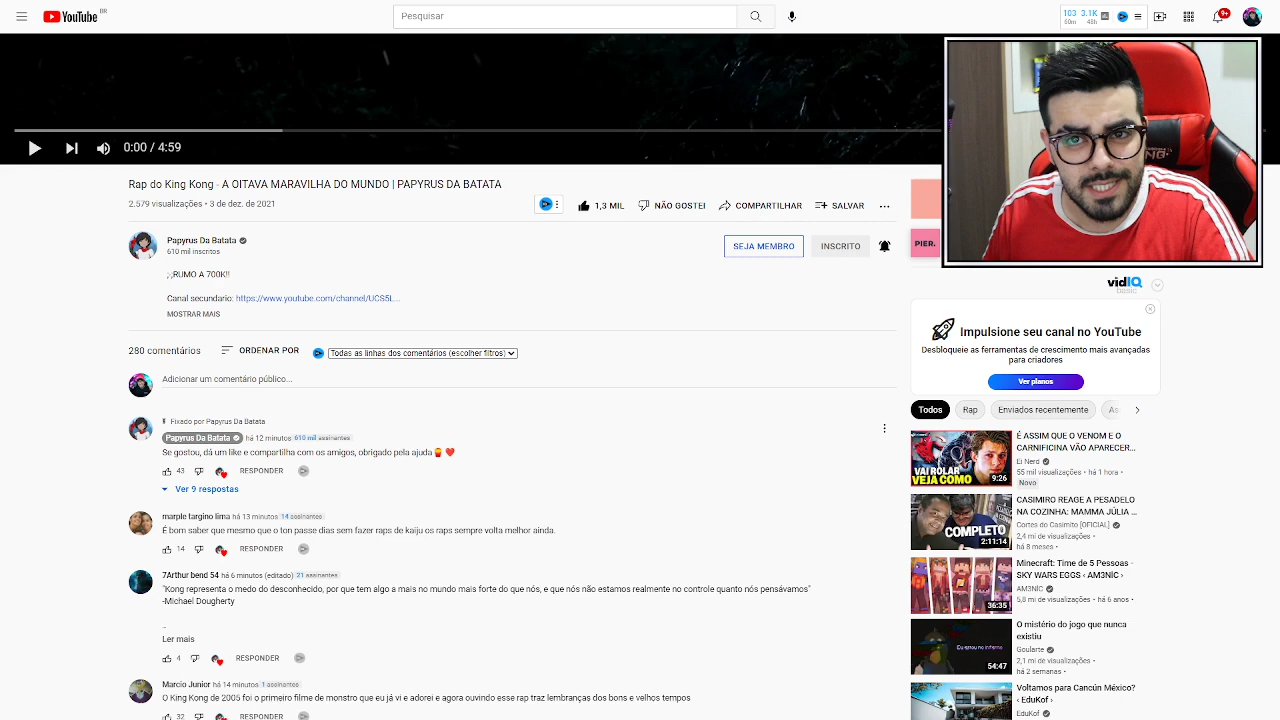 YouTube BR
Pesquisar
103 3.1K
60m 48h
9+
0:00 / 4:59
Rap do King Kong - A OITAVA MARAVILHA DO MUNDO | PAPYRUS DA BATATA
2.579 visualizações • 3 de dez. de 2021
1,3 MIL NÃO GOSTEI COMPARTILHAR SALVAR
Papyrus Da Batata
610 mil inscritos
SEJA MEMBRO INSCRITO
PIER.
¡¡RUMO A 700K!!
Canal secundario: https://www.youtube.com/channel/UCS5L...
MOSTRAR MAIS
280 comentários ORDENAR POR Todas as linhas dos comentários (escolher filtros)
Adicionar um comentário público...
Fixado por Papyrus Da Batata
Papyrus Da Batata há 12 minutos 610 mil assinantes
Se gostou, dá um like e compartilha com os amigos, obrigado pela ajuda
43 RESPONDER
Ver 9 respostas
marple targino lima há 13 minutos 14 assinantes
É bom saber que mesmo que o ton passe dias sem fazer raps de kaiju os raps sempre volta melhor ainda.
14 RESPONDER
7Arthur bend 54 há 6 minutos (editado) 21 assinantes
"Kong representa o medo do desconhecido, por que tem algo a mais no mundo mais forte do que nós, e que nós não estamos realmente no controle quanto nós pensávamos"
-Michael Dougherty
..
Ler mais
4 RESPONDER
Marcio Junior há 14 minutos 1 assinantes
O King Kong de 2005 foi o primeiro filme de monstro que eu já vi e adorei e agora ouvindo esse rap traz lembranças dos bons e velhos tempos.
32 RESPONDER
vidIQ
basic
Impulsione seu canal no YouTube
Desbloqueie as ferramentas de crescimento mais avançadas
para criadores
Ver planos
Todos Rap Enviados recentemente As
VAI ROLAR
VEJA COMO
9:26
É ASSIM QUE O VENOM E O
CARNIFICINA VÃO APARECER...
Ei Nerd
55 mil visualizações • há 1 hora •
Novo
COMPLETO
2:11:14
CASIMIRO REAGE A PESADELO
NA COZINHA: MAMMA JÚLIA ...
Cortes do Casimito [OFICIAL]
2,4 mi de visualizações •
há 8 meses •
36:35
Minecraft: Time de 5 Pessoas -
SKY WARS EGGS ‹ AM3NIC ›
AM3NIC
5,8 mi de visualizações • há 6 anos •
Eu estou no inferno
54:47
O mistério do jogo que nunca
existiu
Goularte
2,1 mi de visualizações •
há 2 semanas •
Voltamos para Cancún México?
‹ EduKof ›
EduKof